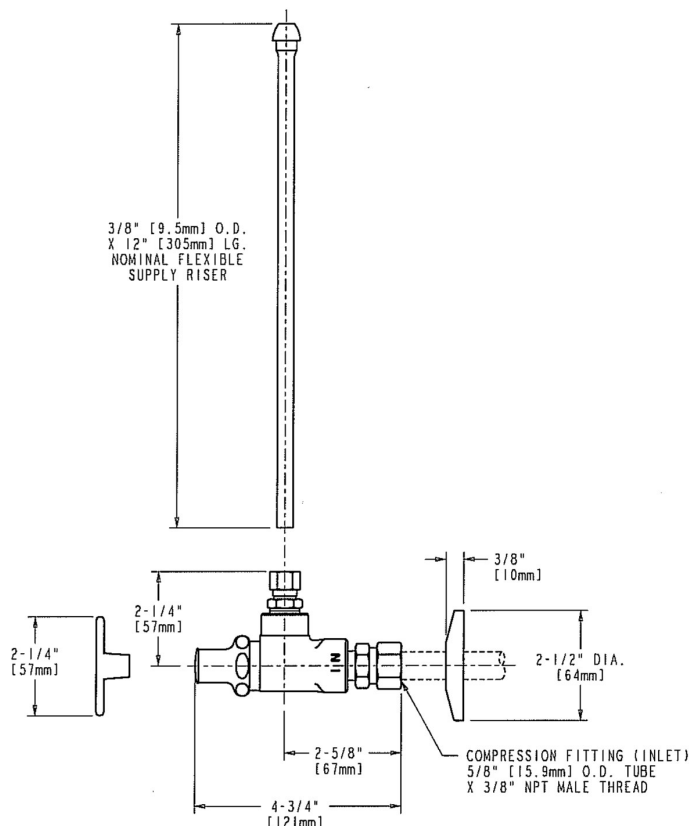 3/8" [9.5mm] O.D.
X 12" [305mm] LG.
NOMINAL FLEXIBLE
SUPPLY RISER
3/8"
[10mm]
2-1/4"
[57mm]
2-1/4"
[57mm]
IN
2-1/2" DIA.
[64mm]
2-5/8"
[67mm]
COMPRESSION FITTING (INLET)
5/8" [15.9mm] O.D. TUBE
X 3/8" NPT MALE THREAD
4-3/4"
[121mm]